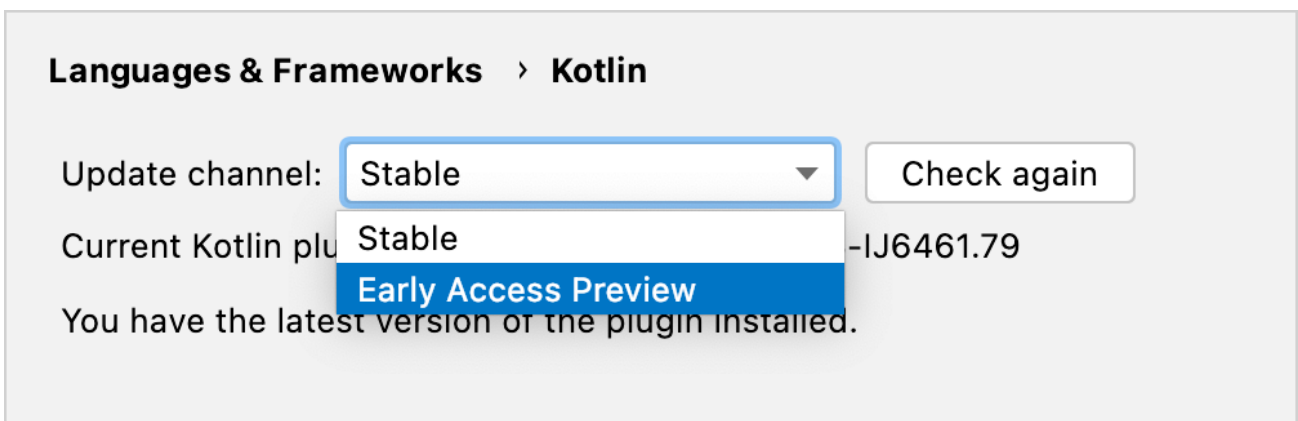 Languages & Frameworks › Kotlin
Update channel: Stable Check again
Stable
Current Kotlin plu -IJ6461.79
Early Access Preview
You have the latest version of the plugin installed.